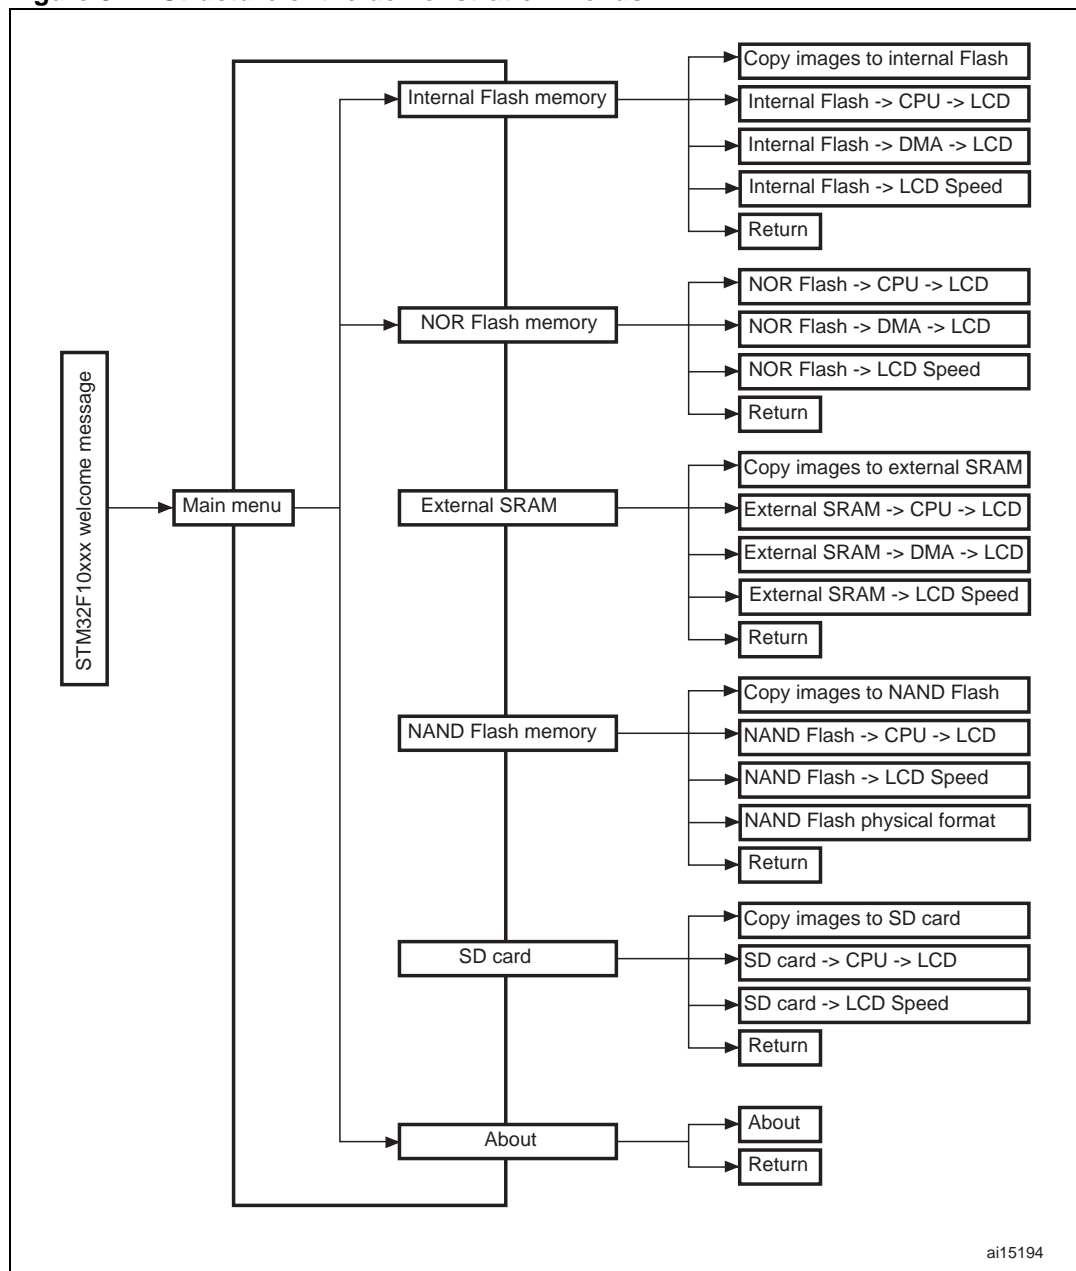 STM32F10xxx welcome message
Main menu
Internal Flash memory
Copy images to internal Flash
Internal Flash -> CPU -> LCD
Internal Flash -> DMA -> LCD
Internal Flash -> LCD Speed
Return
NOR Flash memory
NOR Flash -> CPU -> LCD
NOR Flash -> DMA -> LCD
NOR Flash -> LCD Speed
Return
External SRAM
Copy images to external SRAM
External SRAM -> CPU -> LCD
External SRAM -> DMA -> LCD
External SRAM -> LCD Speed
Return
NAND Flash memory
Copy images to NAND Flash
NAND Flash -> CPU -> LCD
NAND Flash -> LCD Speed
NAND Flash physical format
Return
SD card
Copy images to SD card
SD card -> CPU -> LCD
SD card -> LCD Speed
Return
About
About
Return
ai15194